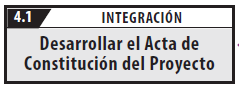 4.1 INTEGRACIÓN
Desarrollar el Acta de
Constitución del Proyecto